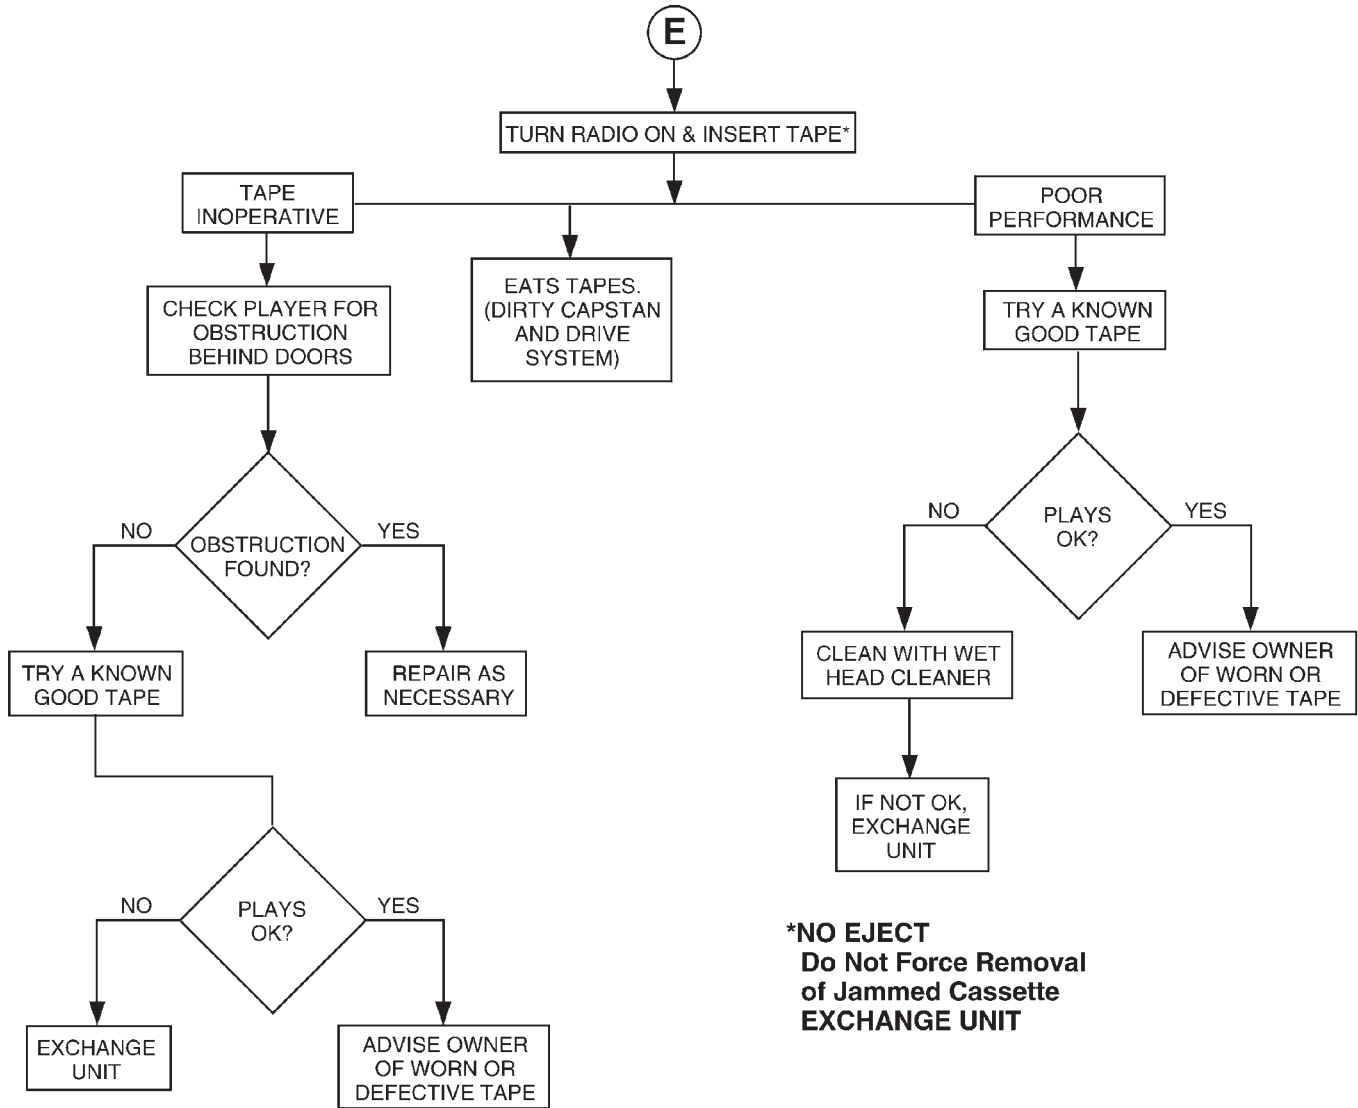 E
TURN RADIO ON & INSERT TAPE*
TAPE
INOPERATIVE
POOR
PERFORMANCE
CHECK PLAYER FOR
OBSTRUCTION
BEHIND DOORS
EATS TAPES.
(DIRTY CAPSTAN
AND DRIVE
SYSTEM)
TRY A KNOWN
GOOD TAPE
NO
OBSTRUCTION
FOUND?
YES
NO
PLAYS
OK?
YES
TRY A KNOWN
GOOD TAPE
REPAIR AS
NECESSARY
CLEAN WITH WET
HEAD CLEANER
ADVISE OWNER
OF WORN OR
DEFECTIVE TAPE
IF NOT OK,
EXCHANGE
UNIT
NO
PLAYS
OK?
YES
EXCHANGE
UNIT
ADVISE OWNER
OF WORN OR
DEFECTIVE TAPE
*NO EJECT
Do Not Force Removal
of Jammed Cassette
EXCHANGE UNIT